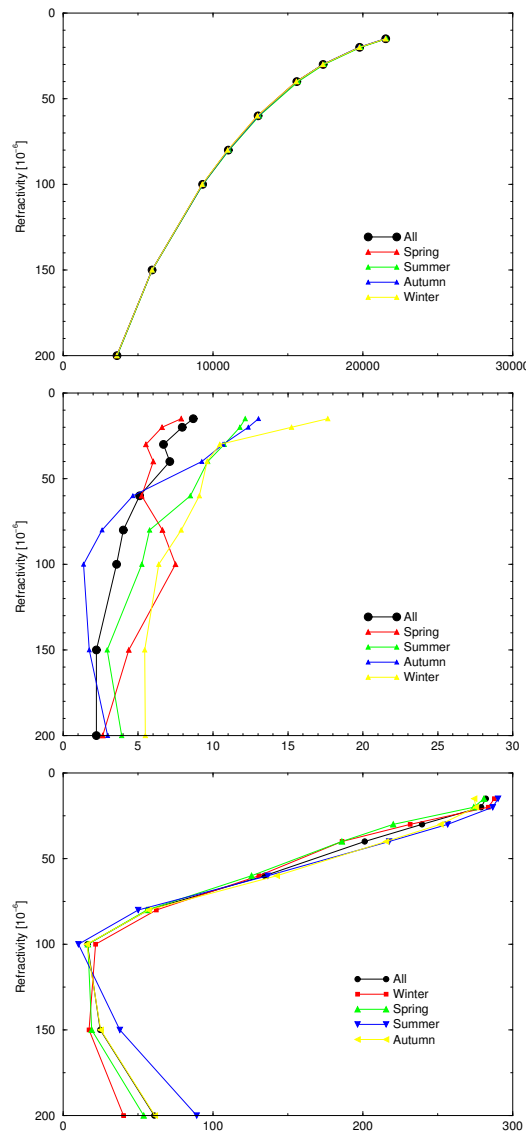 0
50
100
150
200
Refractivity [10⁻⁶]
0 10000 20000 30000
All
Spring
Summer
Autumn
Winter
0
50
100
150
200
Refractivity [10⁻⁶]
0 5 10 15 20 25 30
All
Spring
Summer
Autumn
Winter
0
50
100
150
200
Refractivity [10⁻⁶]
0 100 200 300
All
Winter
Spring
Summer
Autumn